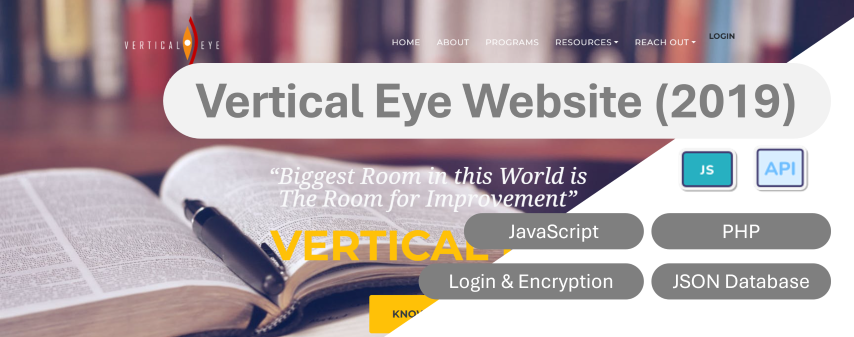 VERTICAL EYE
HOME ABOUT PROGRAMS RESOURCES REACH OUT LOGIN
Vertical Eye Website (2019)
JS API
“Biggest Room in this World is
The Room for Improvement”
JavaScript PHP
VERTICAL
Login & Encryption JSON Database